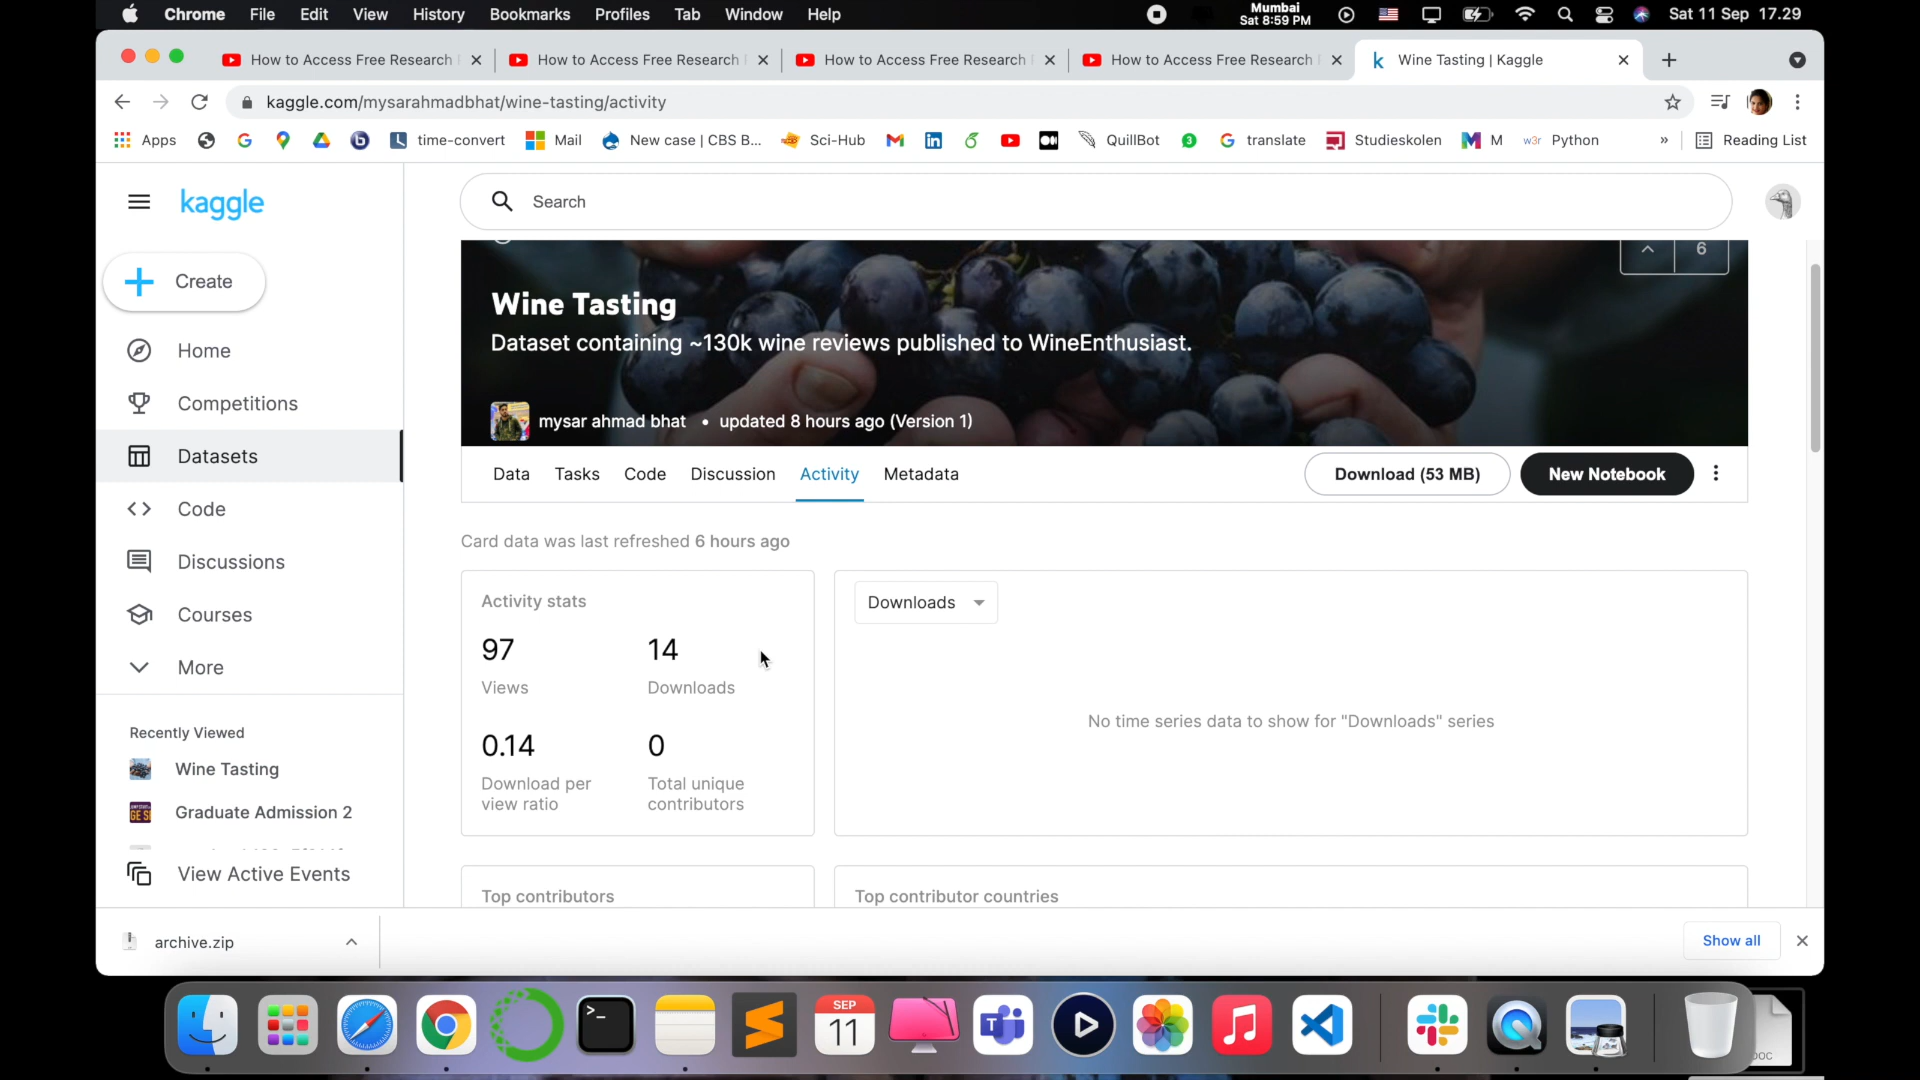 Chrome File Edit View History Bookmarks Profiles Tab Window Help Mumbai Sat 8:59 PM Sat 11 Sep 17.29
How to Access Free Research How to Access Free Research How to Access Free Research How to Access Free Research Wine Tasting | Kaggle
kaggle.com/mysarahmadbhat/wine-tasting/activity
Apps time-convert Mail New case | CBS B... Sci-Hub QuillBot translate Studieskolen M w3r Python » Reading List
kaggle
Search
Create
Home
Competitions
Datasets
Code
Discussions
Courses
More
Recently Viewed
Wine Tasting
Graduate Admission 2
View Active Events
6
Wine Tasting
Dataset containing ~130k wine reviews published to WineEnthusiast.
mysar ahmad bhat • updated 8 hours ago (Version 1)
Data Tasks Code Discussion Activity Metadata Download (53 MB) New Notebook
Card data was last refreshed 6 hours ago
Activity stats
97 14
Views Downloads
0.14 0
Download per Total unique
view ratio contributors
Downloads
No time series data to show for "Downloads" series
Top contributors Top contributor countries
archive.zip Show all
SEP
11